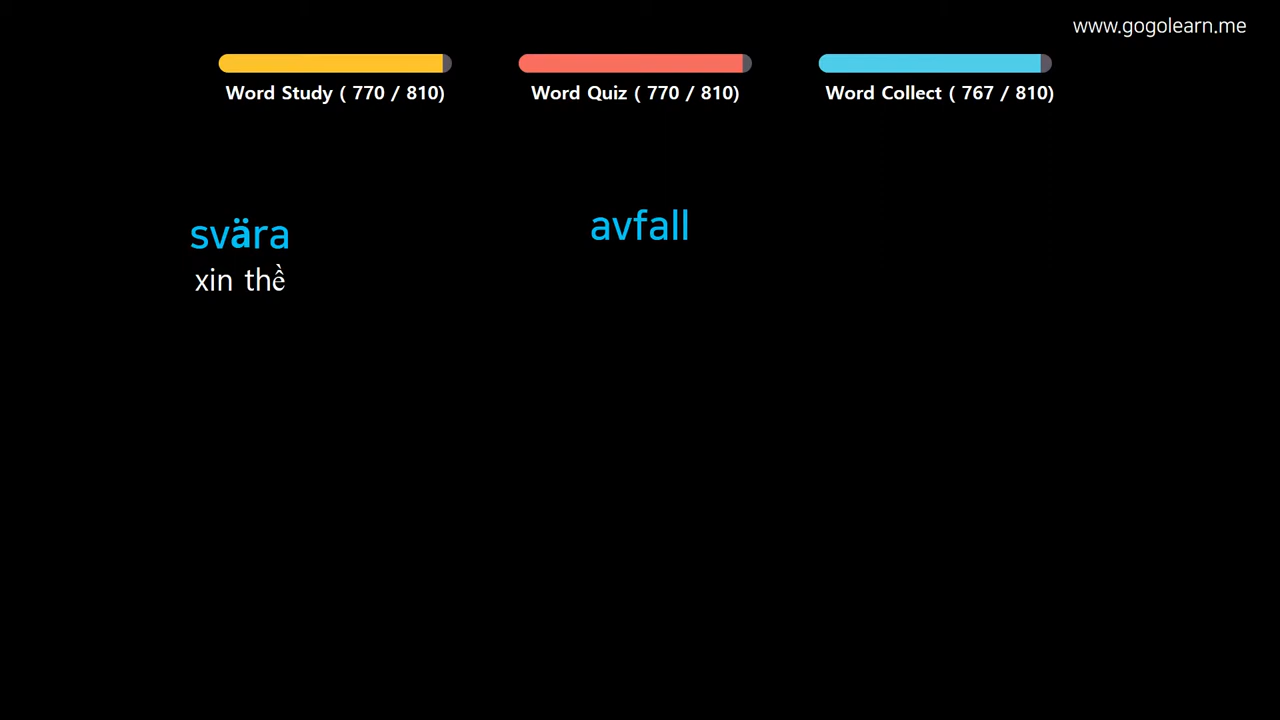 www.gogolearn.me
Word Study ( 770 / 810)
Word Quiz ( 770 / 810)
Word Collect ( 767 / 810)
svära
xin thề
avfall